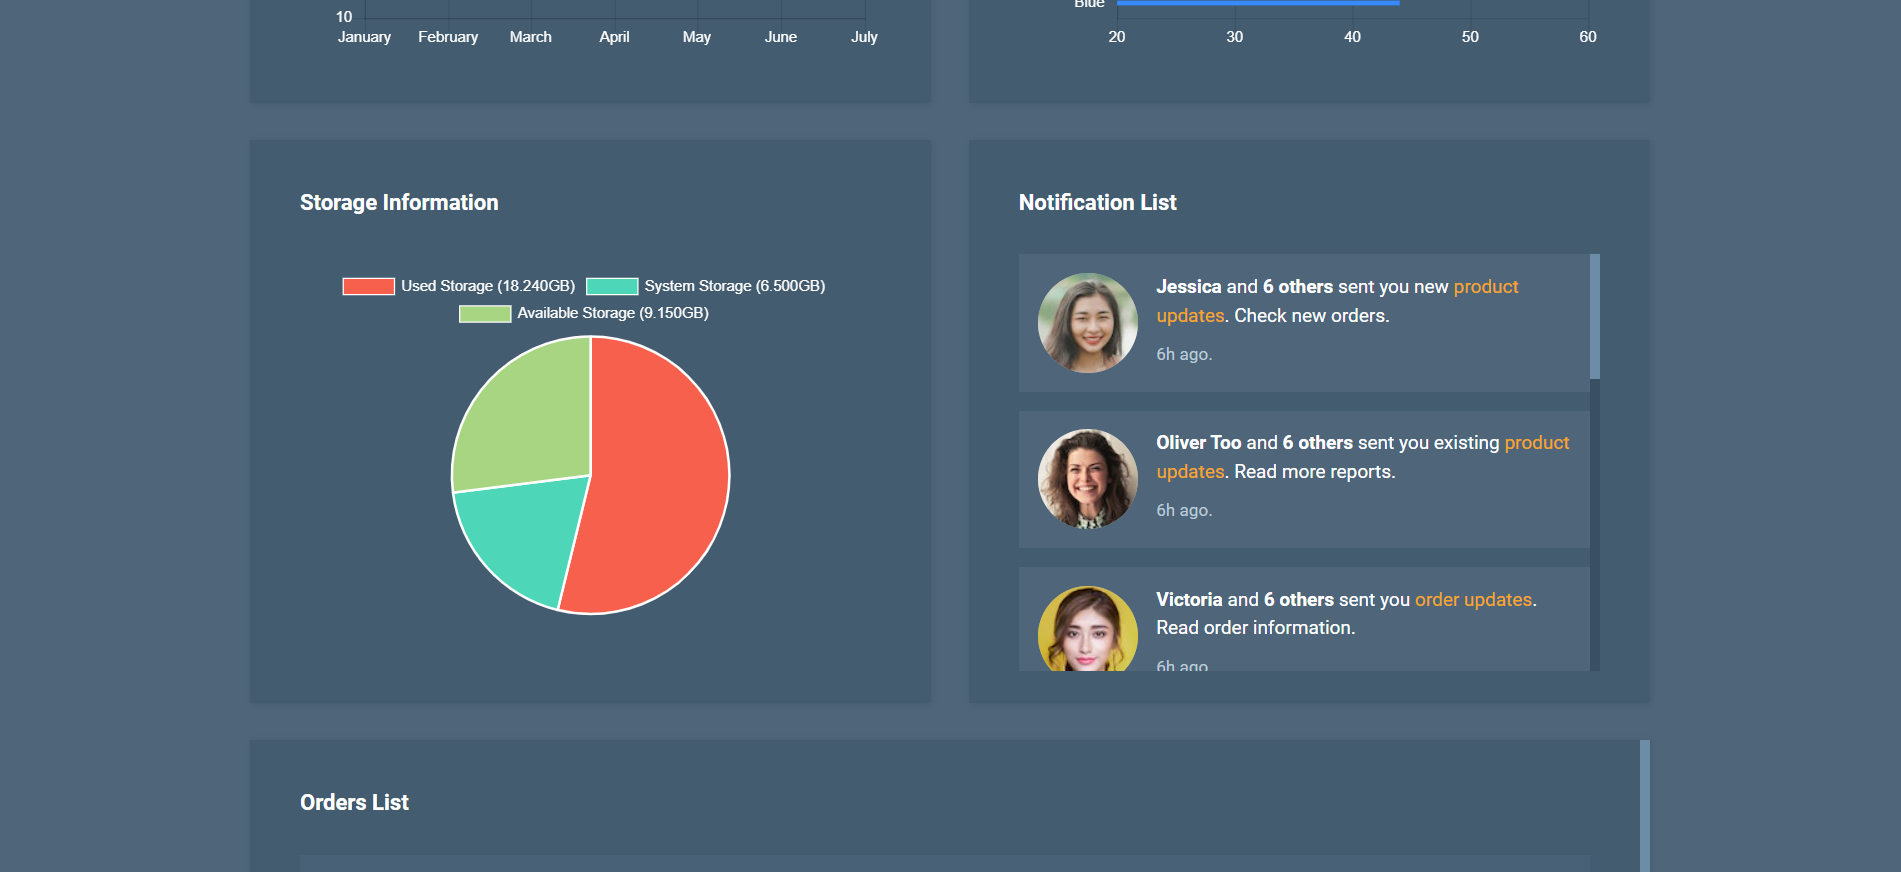 10
January February March April May June July
Blue
20 30 40 50 60
Storage Information
Used Storage (18.240GB) System Storage (6.500GB)
Available Storage (9.150GB)
Notification List
Jessica and 6 others sent you new product
updates. Check new orders.
6h ago.
Oliver Too and 6 others sent you existing product
updates. Read more reports.
6h ago.
Victoria and 6 others sent you order updates.
Read order information.
6h ago
Orders List